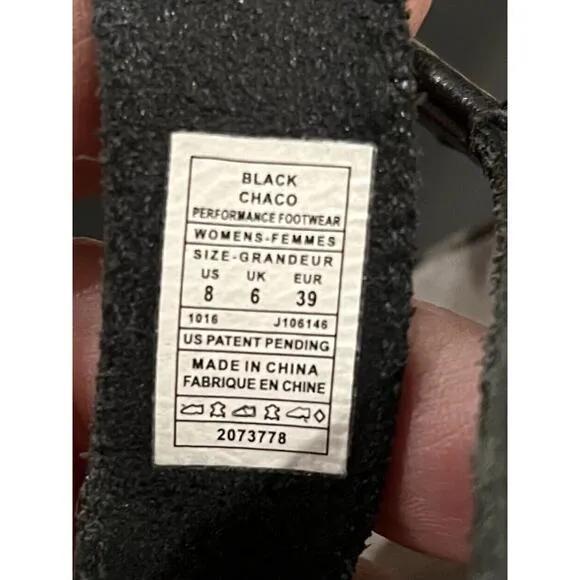 BLACK
CHACO
PERFORMANCE FOOTWEAR
WOMENS-FEMMES
SIZE-GRANDEUR
US UK EUR
8 6 39
1016 J106146
US PATENT PENDING
MADE IN CHINA
FABRIQUE EN CHINE
2073778